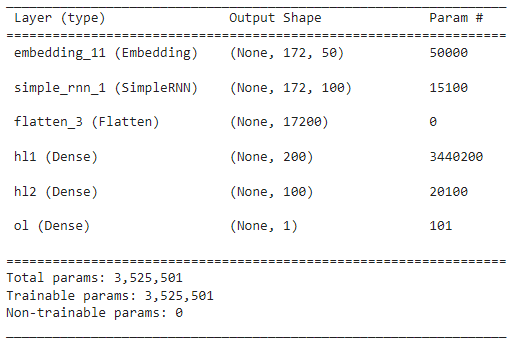 Layer (type) Output Shape Param #
=================================================================
embedding_11 (Embedding) (None, 172, 50) 50000
simple_rnn_1 (SimpleRNN) (None, 172, 100) 15100
flatten_3 (Flatten) (None, 17200) 0
hl1 (Dense) (None, 200) 3440200
hl2 (Dense) (None, 100) 20100
ol (Dense) (None, 1) 101
=================================================================
Total params: 3,525,501
Trainable params: 3,525,501
Non-trainable params: 0